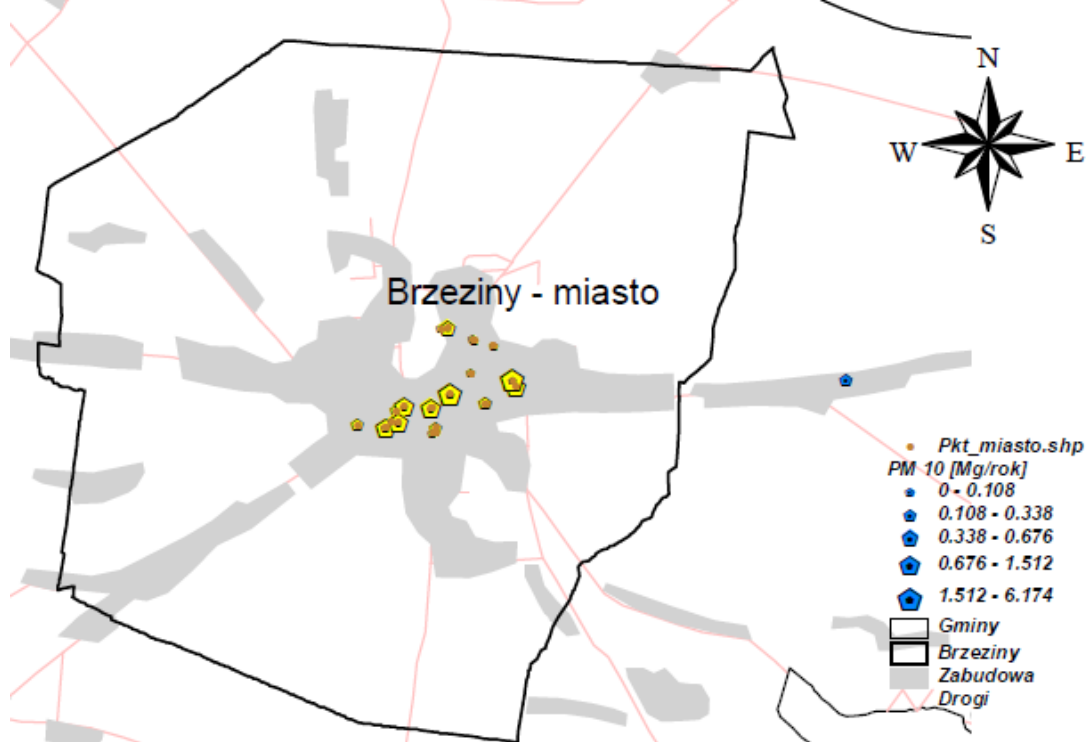 N
W E
S
Brzeziny - miasto
Pkt_miasto.shp
PM 10 [Mg/rok]
0 - 0.108
0.108 - 0.338
0.338 - 0.676
0.676 - 1.512
1.512 - 6.174
Gminy
Brzeziny
Zabudowa
Drogi